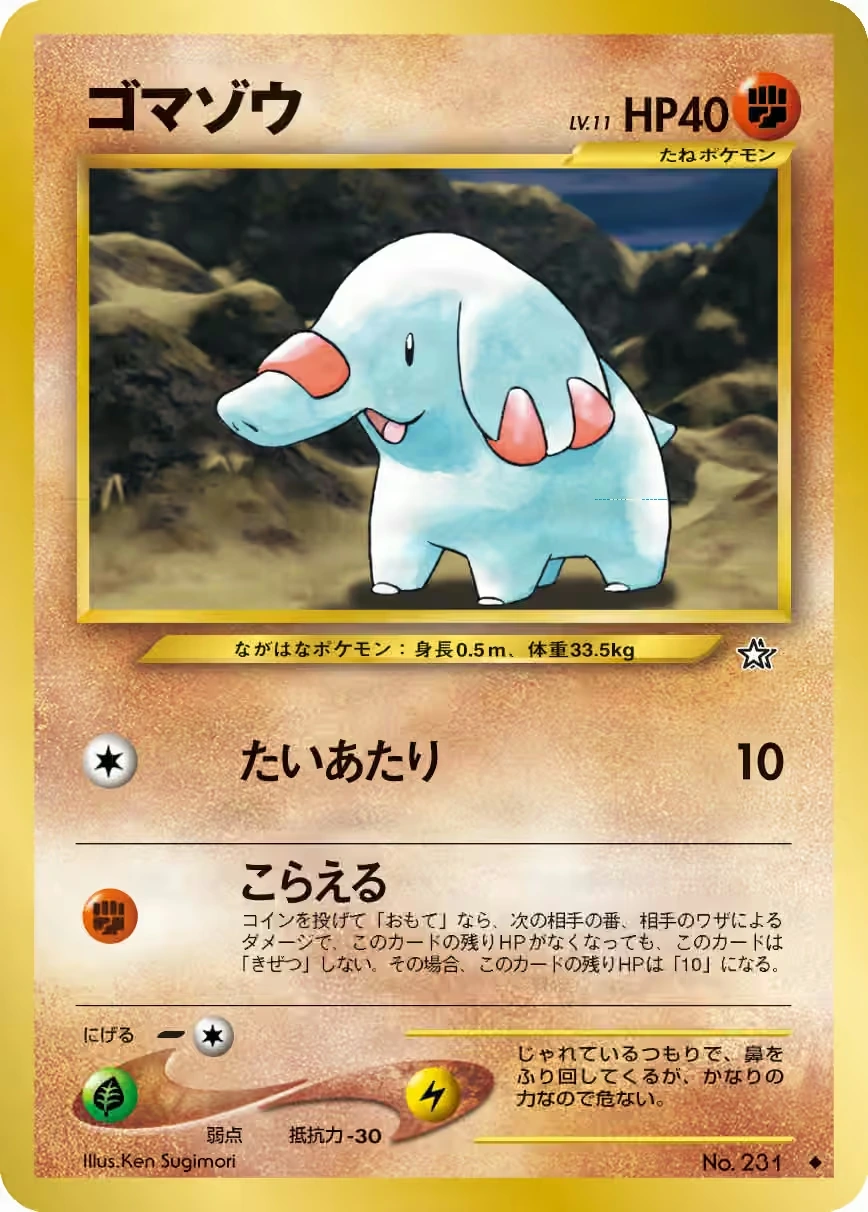 ゴマゾウ
LV.11 HP40
たねポケモン
ながはなポケモン：身長0.5m、体重33.5kg
たいあたり 10
こらえる
コインを投げて「おもて」なら、次の相手の番、相手のワザによる
ダメージで、このカードの残りHPがなくなっても、このカードは
「きぜつ」しない。その場合、このカードの残りHPは「10」になる。
にげる
じゃれているつもりで、鼻を
ふり回してくるが、かなりの
力なので危ない。
弱点 抵抗力-30
Illus.Ken Sugimori
No. 231